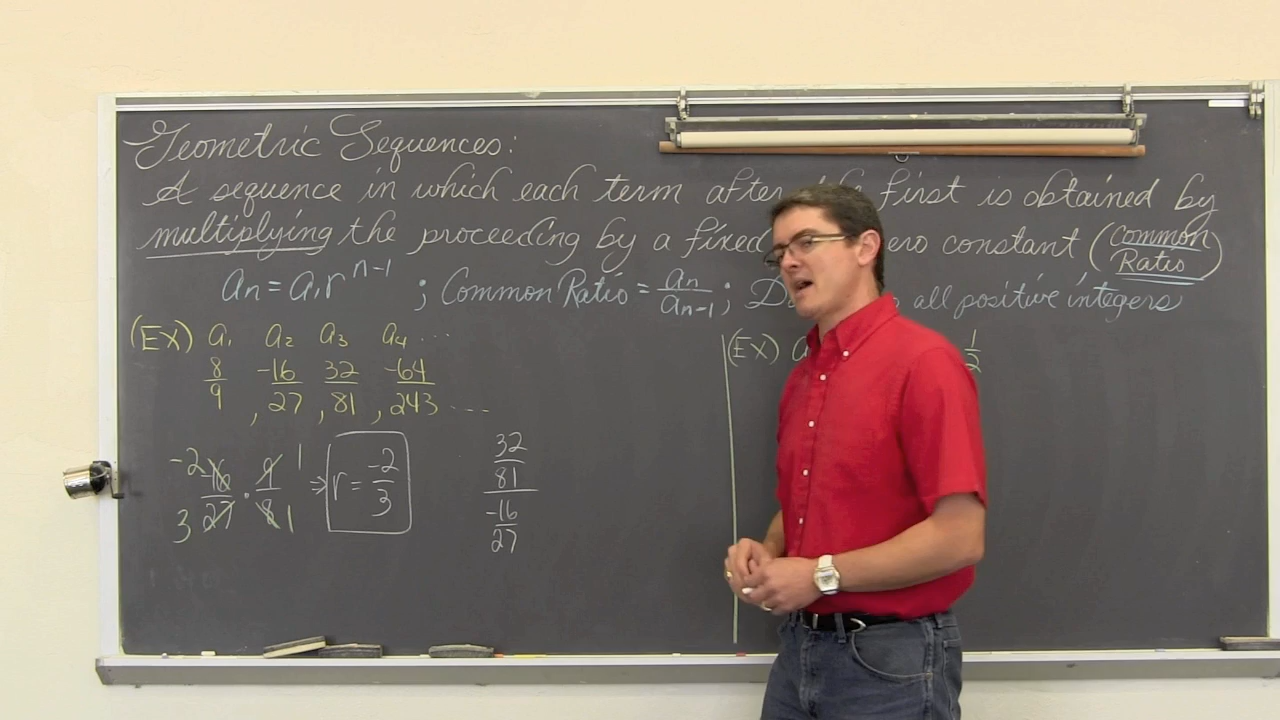 Geometric Sequences:
A sequence in which each term after the first is obtained by
multiplying the proceeding by a fixed constant (Common
Ratio)
an = a1r^n-1 ; Common Ratio = an/an-1 ; all positive integers
(EX) a1 a2 a3 a4 ...
8/9, -16/27, 32/81, -64/243 ...
-2 -16/27 3 · 9/8 1 1 ⇒ r = -2/3
32/81
-16/27
(EX) a 1/2